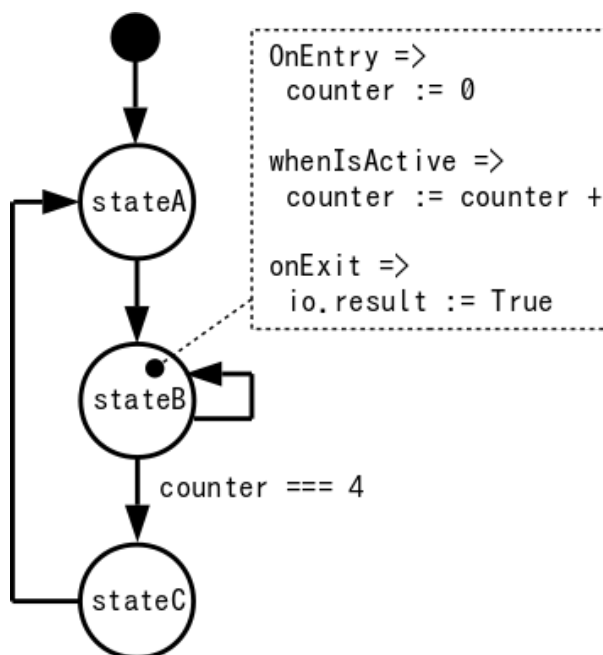 OnEntry =>
counter := 0
whenIsActive =>
counter := counter +
onExit =>
io.result := True
stateA
stateB
counter === 4
stateC